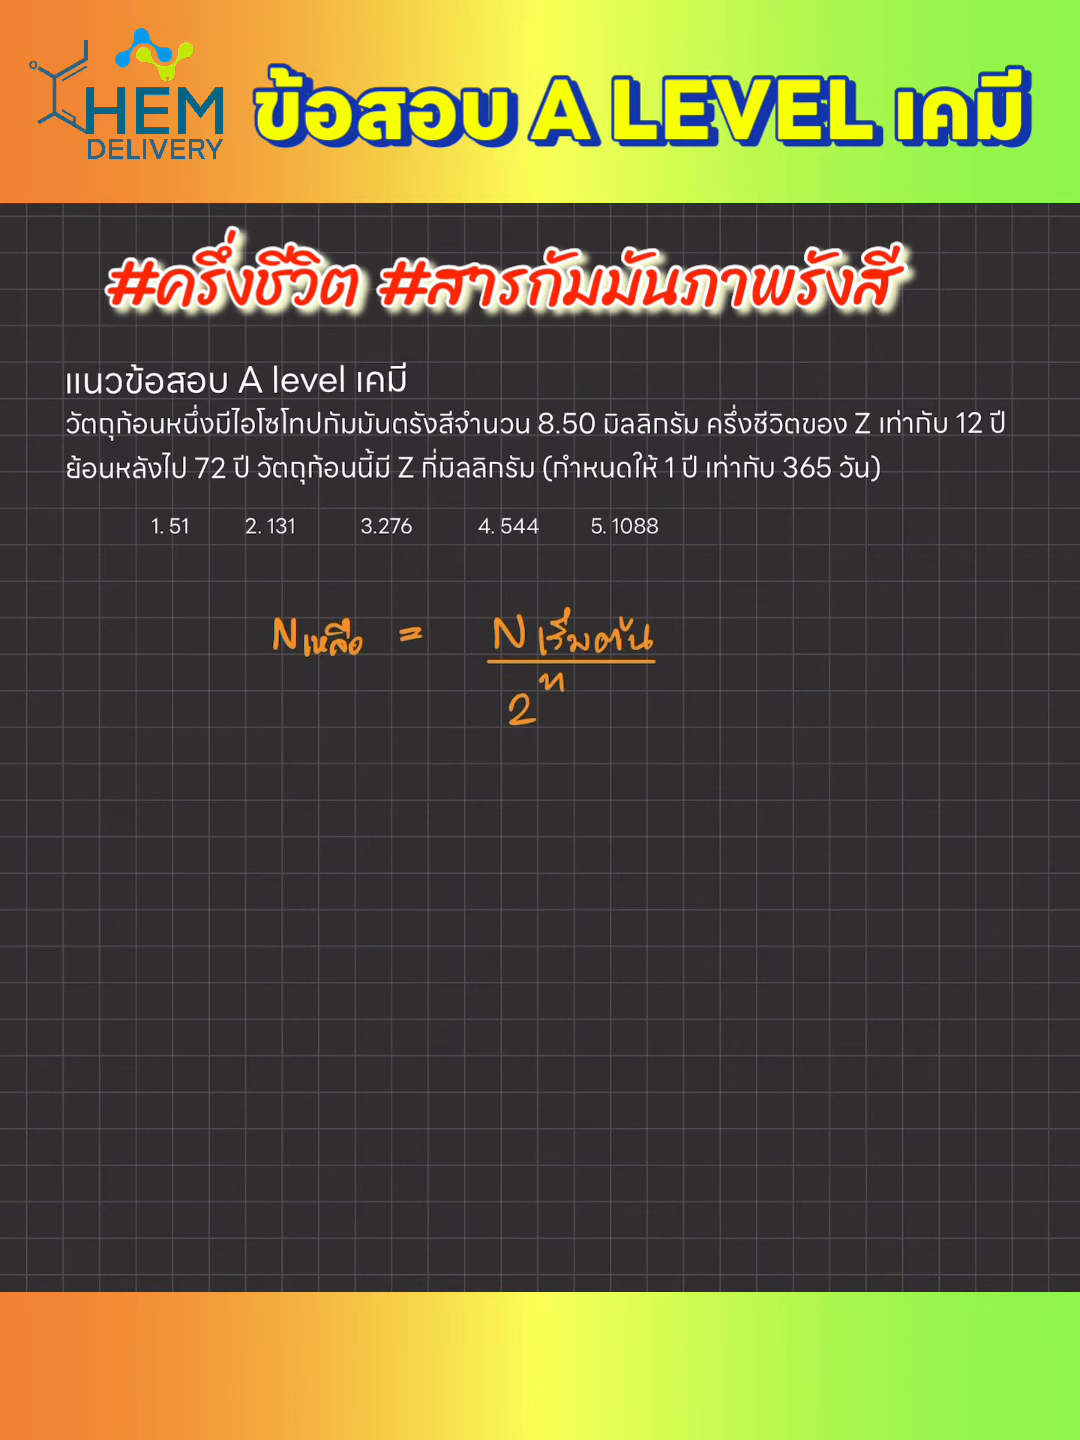 CHEM
DELIVERY
ข้อสอบ A LEVEL เคมี
#ครึ่งชีวิต #สารกัมมันภาพรังสี
แนวข้อสอบ A level เคมี
วัตถุก้อนหนึ่งมีไอโซโทปกัมมันตรังสีจำนวน 8.50 มิลลิกรัม ครึ่งชีวิตของ Z เท่ากับ 12 ปี
ย้อนหลังไป 72 ปี วัตถุก้อนนี้มี Z กี่มิลลิกรัม (กำหนดให้ 1 ปี เท่ากับ 365 วัน)
1. 51 2. 131 3.276 4. 544 5. 1088
Nเหลือ = Nเริ่มต้น
2ⁿ